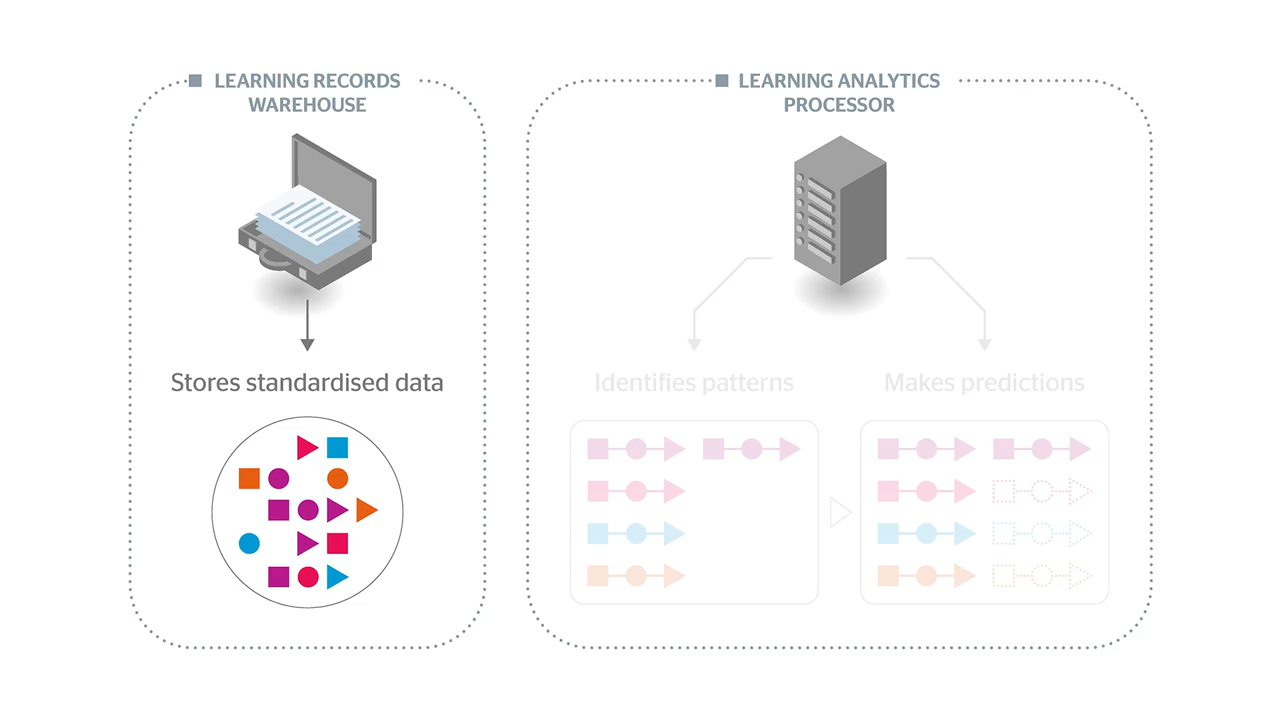 LEARNING RECORDS
WAREHOUSE
Stores standardised data
LEARNING ANALYTICS
PROCESSOR
Identifies patterns
Makes predictions